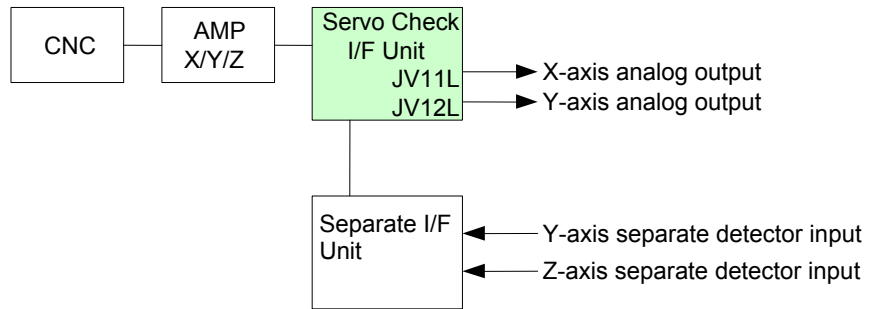 CNC
AMP
X/Y/Z
Servo Check
I/F Unit
JV11L
JV12L
X-axis analog output
Y-axis analog output
Separate I/F
Unit
Y-axis separate detector input
Z-axis separate detector input